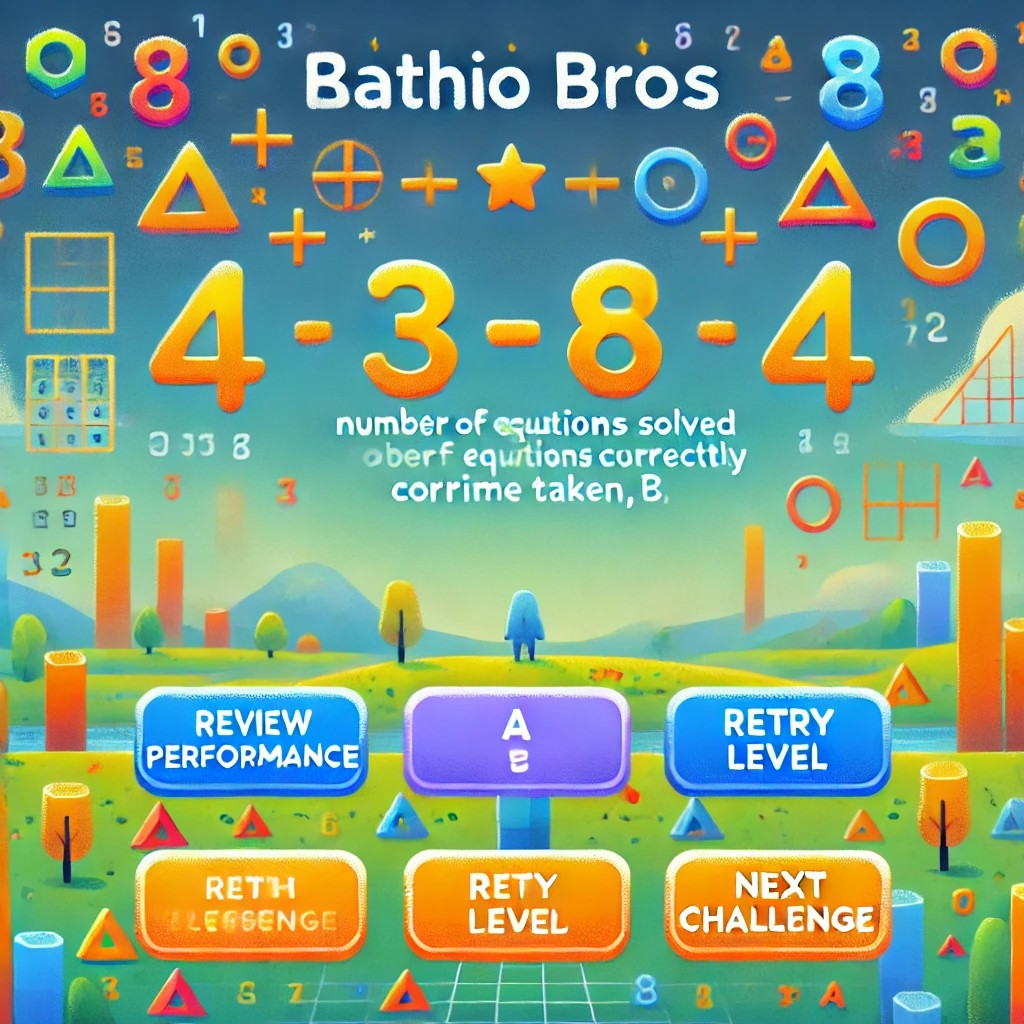 Bathio Bros
4 - 3 - 8 - 4
number of equtions solved
oberf equtions currectlly
corrime taken, B.
REVIEW
PERFORMANCE
A
RETRY
LEVEL
RETH
RETY
LEVEL
NEXT
CHALLENGE